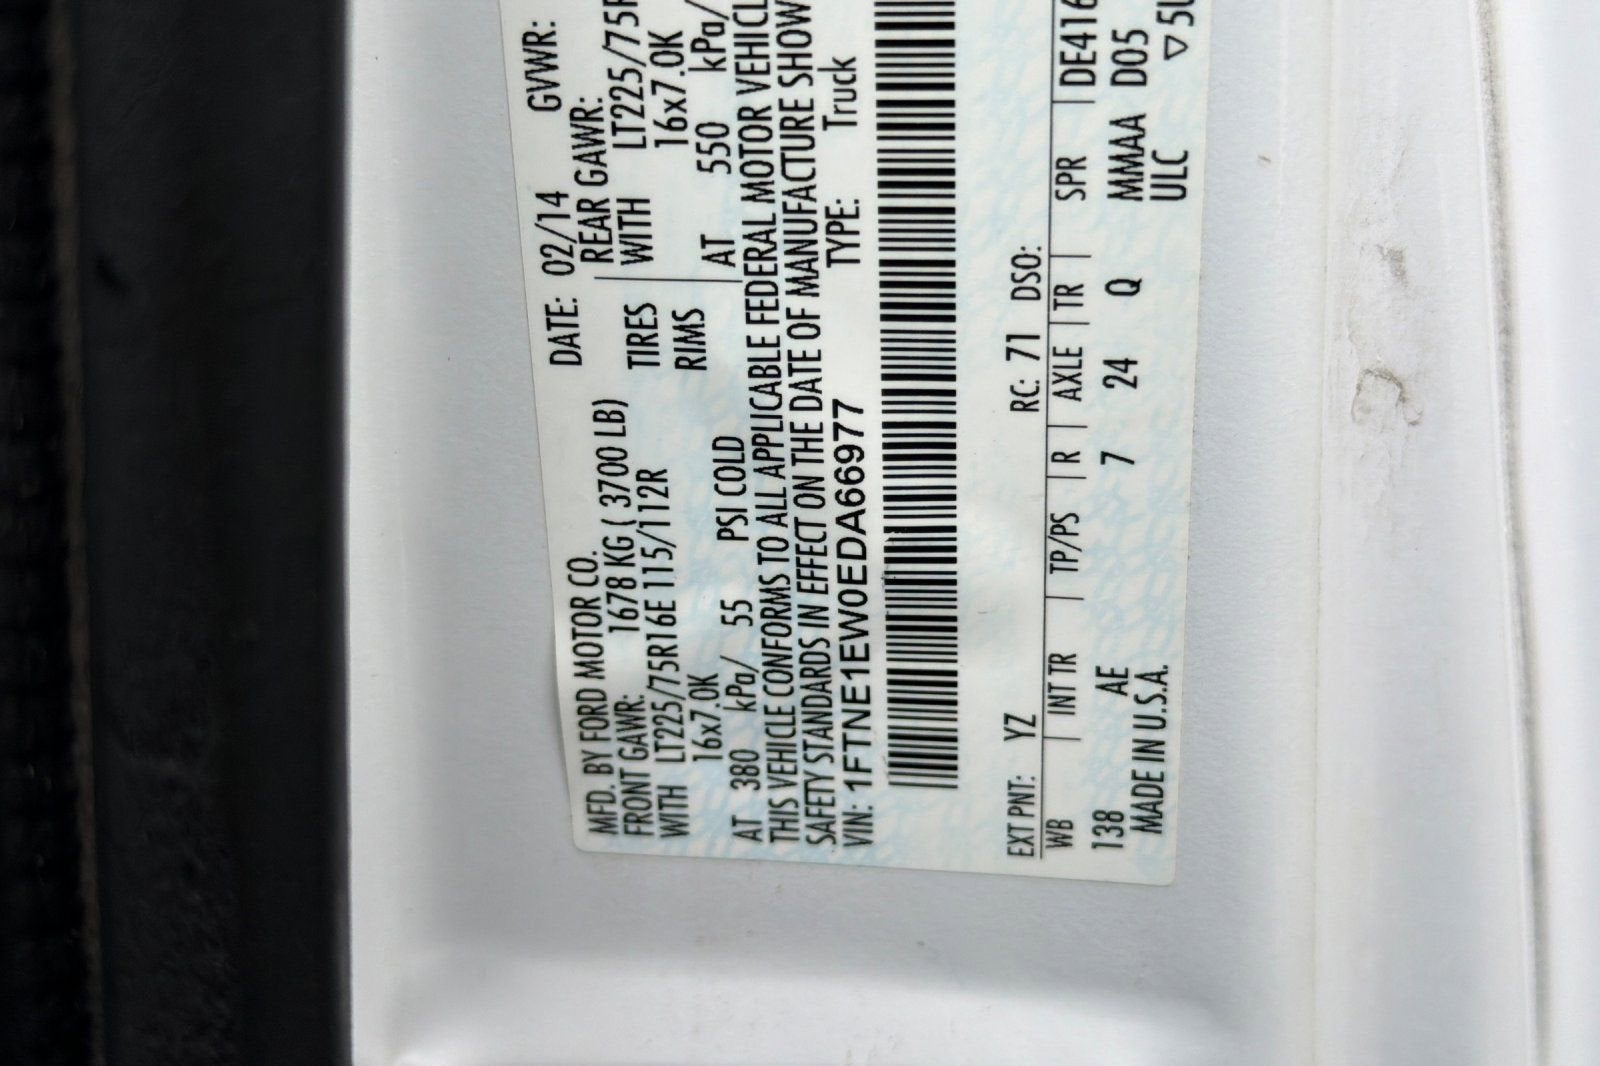 MFD. BY FORD MOTOR CO. DATE: 02/14 GVWR:
FRONT GAWR: 1678 KG ( 3700 LB) REAR GAWR:
WITH LT225/75R16E 115/112R TIRES WITH LT225/75R
16x7.0K RIMS 16x7.0K
AT 380 kPa/ 55 PSI COLD AT 550 kPa/
THIS VEHICLE CONFORMS TO ALL APPLICABLE FEDERAL MOTOR VEHICL
SAFETY STANDARDS IN EFFECT ON THE DATE OF MANUFACTURE SHOW
VIN: 1FTNE1EW0EDA66977 TYPE: Truck
EXT PNT: YZ RC: 71 DSO:
WB INT TR TP/PS R AXLE TR SPR DE416
138 AE 7 24 Q MMAA D05
MADE IN U.S.A. ULC ▽5U